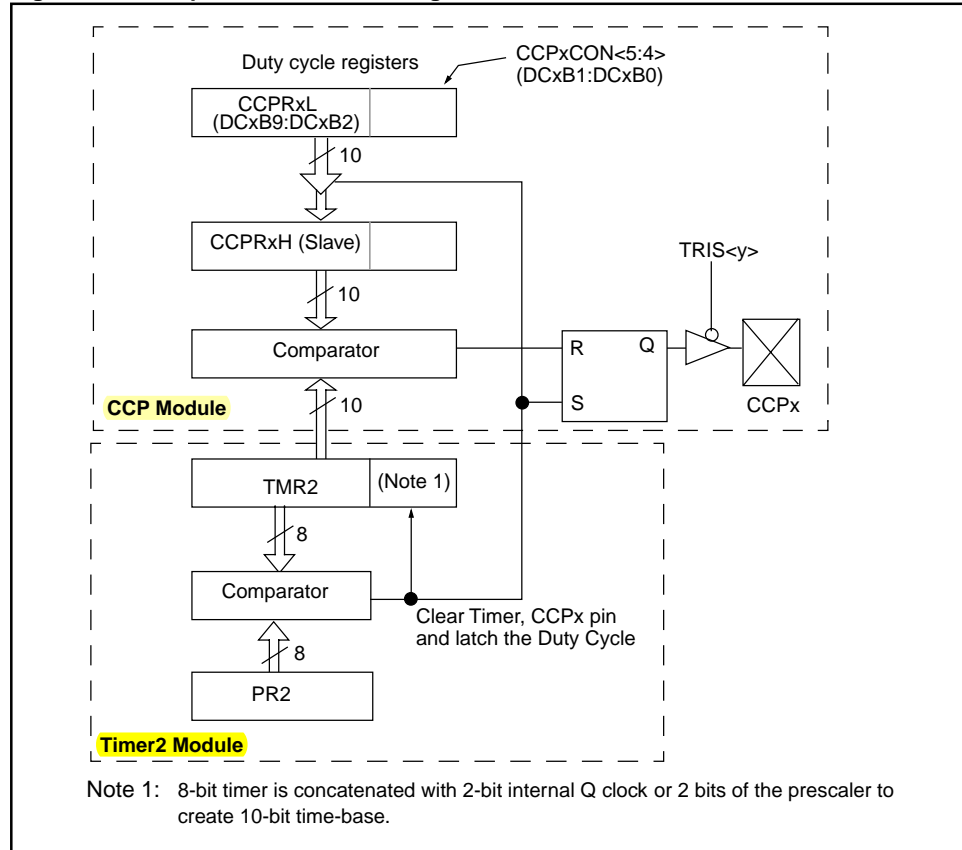 Duty cycle registers
CCPxCON<5:4>
(DCxB1:DCxB0)
CCPRxL
(DCxB9:DCxB2)
10
CCPRxH (Slave)
TRIS<y>
10
Comparator
R
Q
S
CCPx
10
CCP Module
TMR2
(Note 1)
8
Comparator
Clear Timer, CCPx pin
and latch the Duty Cycle
8
PR2
Timer2 Module
Note 1: 8-bit timer is concatenated with 2-bit internal Q clock or 2 bits of the prescaler to
create 10-bit time-base.